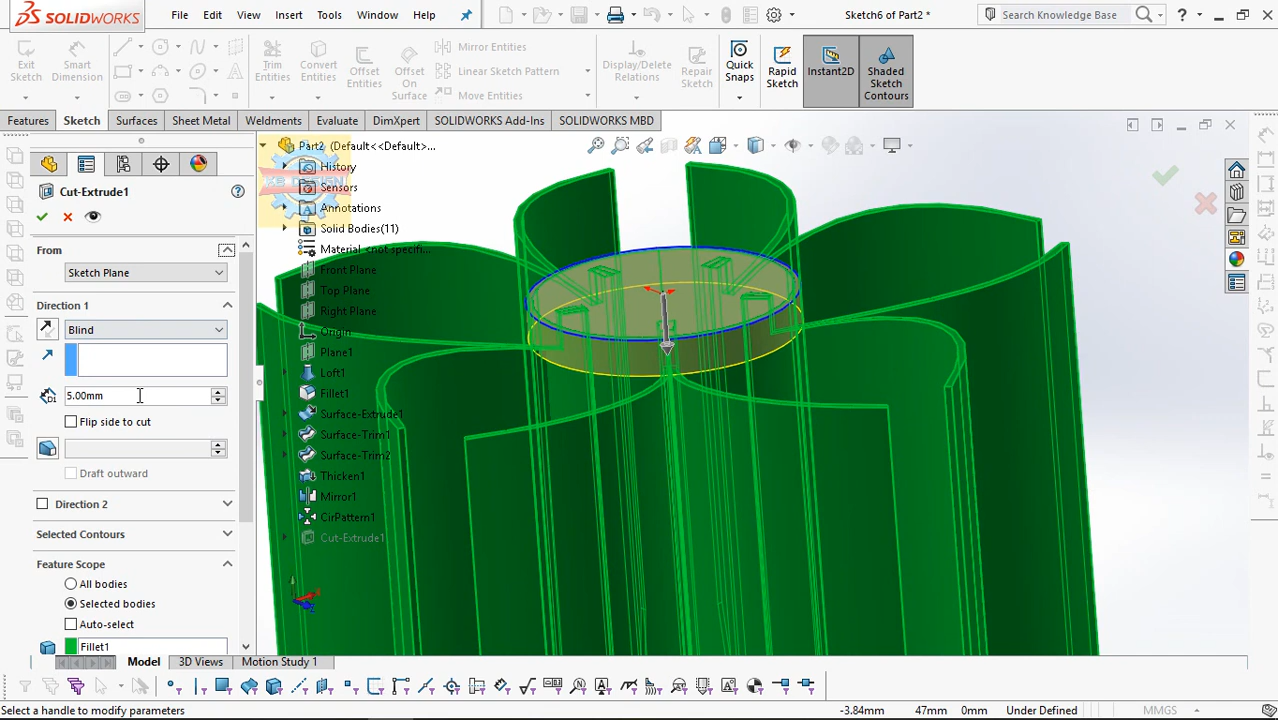 SOLIDWORKS
File Edit View Insert Tools Window Help
Sketch6 of Part2 *
Search Knowledge Base
Exit Sketch
Smart Dimension
Trim Entities
Convert Entities
Offset Entities
Offset On Surface
Mirror Entities
Linear Sketch Pattern
Move Entities
Display/Delete Relations
Repair Sketch
Quick Snaps
Rapid Sketch
Instant2D
Shaded Sketch Contours
Features Sketch Surfaces Sheet Metal Weldments Evaluate DimXpert SOLIDWORKS Add-Ins SOLIDWORKS MBD
Cut-Extrude1
From
Sketch Plane
Direction 1
Blind
5.00mm
Flip side to cut
Draft outward
Direction 2
Selected Contours
Feature Scope
All bodies
Selected bodies
Auto-select
Fillet1
Part2 (Default<<Default>...
History
Sensors
Annotations
Solid Bodies(11)
Material <not specifi...
Front Plane
Top Plane
Right Plane
Origin
Plane1
Loft1
Fillet1
Surface-Extrude1
Surface-Trim1
Surface-Trim2
Thicken1
Mirror1
CirPattern1
Cut-Extrude1
Model 3D Views Motion Study 1
Select a handle to modify parameters
-3.84mm 47mm 0mm Under Defined MMGS